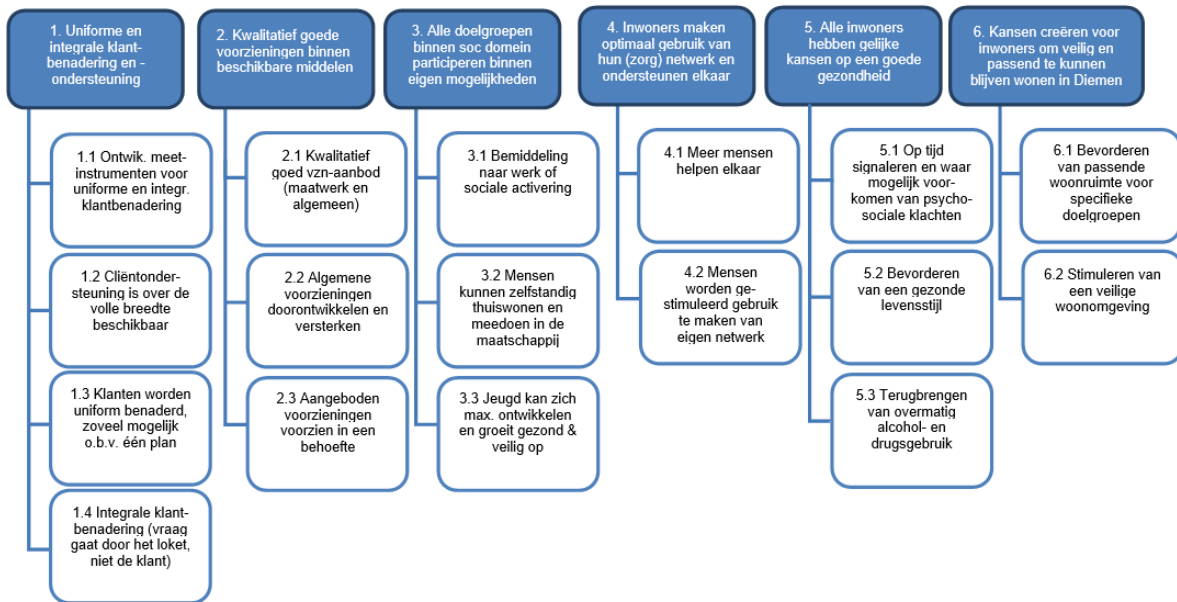 1. Uniforme en
integrale klant-
benadering en -
ondersteuning
1.1 Ontwik. meet-
instrumenten voor
uniforme en integr.
klantbenadering
1.2 Cliëntonder-
steuning is over de
volle breedte
beschikbaar
1.3 Klanten worden
uniform benaderd,
zoveel mogelijk
o.b.v. één plan
1.4 Integrale klant-
benadering (vraag
gaat door het loket,
niet de klant)
2. Kwalitatief goede
voorzieningen binnen
beschikbare middelen
2.1 Kwalitatief
goed vzn-aanbod
(maatwerk en
algemeen)
2.2 Algemene
voorzieningen
doorontwikkelen en
versterken
2.3 Aangeboden
voorzieningen
voorzien in een
behoefte
3. Alle doelgroepen
binnen soc domein
participeren binnen
eigen mogelijkheden
3.1 Bemiddeling
naar werk of
sociale activering
3.2 Mensen
kunnen zelfstandig
thuiswonen en
meedoen in de
maatschappij
3.3 Jeugd kan zich
max. ontwikkelen
en groeit gezond &
veilig op
4. Inwoners maken
optimaal gebruik van
hun (zorg) netwerk en
ondersteunen elkaar
4.1 Meer mensen
helpen elkaar
4.2 Mensen
worden ge-
stimuleerd gebruik
te maken van
eigen netwerk
5. Alle inwoners
hebben gelijke
kansen op een goede
gezondheid
5.1 Op tijd
signaleren en waar
mogelijk voor-
komen van psycho-
sociale klachten
5.2 Bevorderen
van een gezonde
levensstijl
5.3 Terugbrengen
van overmatig
alcohol- en
drugsgebruik
6. Kansen creëren voor
inwoners om veilig en
passend te kunnen
blijven wonen in Diemen
6.1 Bevorderen
van passende
woonruimte voor
specifieke
doelgroepen
6.2 Stimuleren van
een veilige
woonomgeving